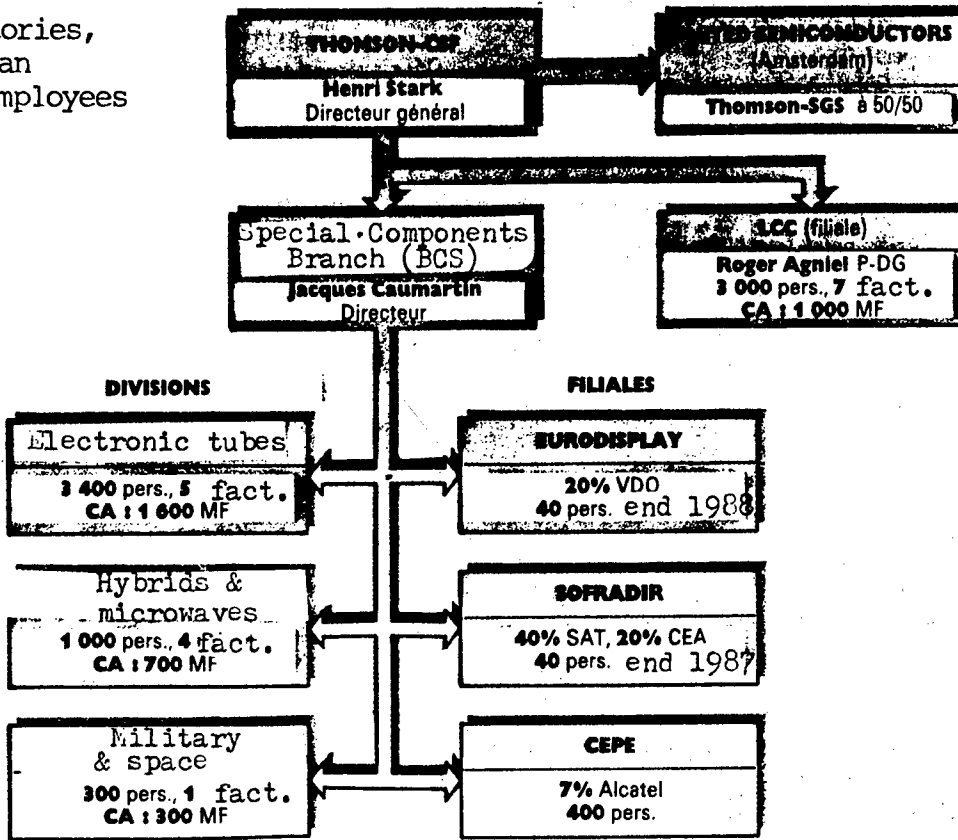 tories,
an
mployees
THOMSON-CSF
Henri Stark
Directeur général
SEMICONDUCTORS
(Amsterdam)
Thomson-SGS à 50/50
Special Components
Branch (BCS)
Jacques Caumartin
Directeur
LCC (filiale)
Roger Agniel P-DG
3 000 pers., 7 fact.
CA : 1 000 MF
DIVISIONS
FILIALES
Electronic tubes
3 400 pers., 5 fact.
CA : 1 600 MF
EURODISPLAY
20% VDO
40 pers. end 1988
Hybrids &
microwaves
1 000 pers., 4 fact.
CA : 700 MF
SOFRADIR
40% SAT, 20% CEA
40 pers. end 1987
Military
& space
300 pers., 1 fact.
CA : 300 MF
CEPE
7% Alcatel
400 pers.